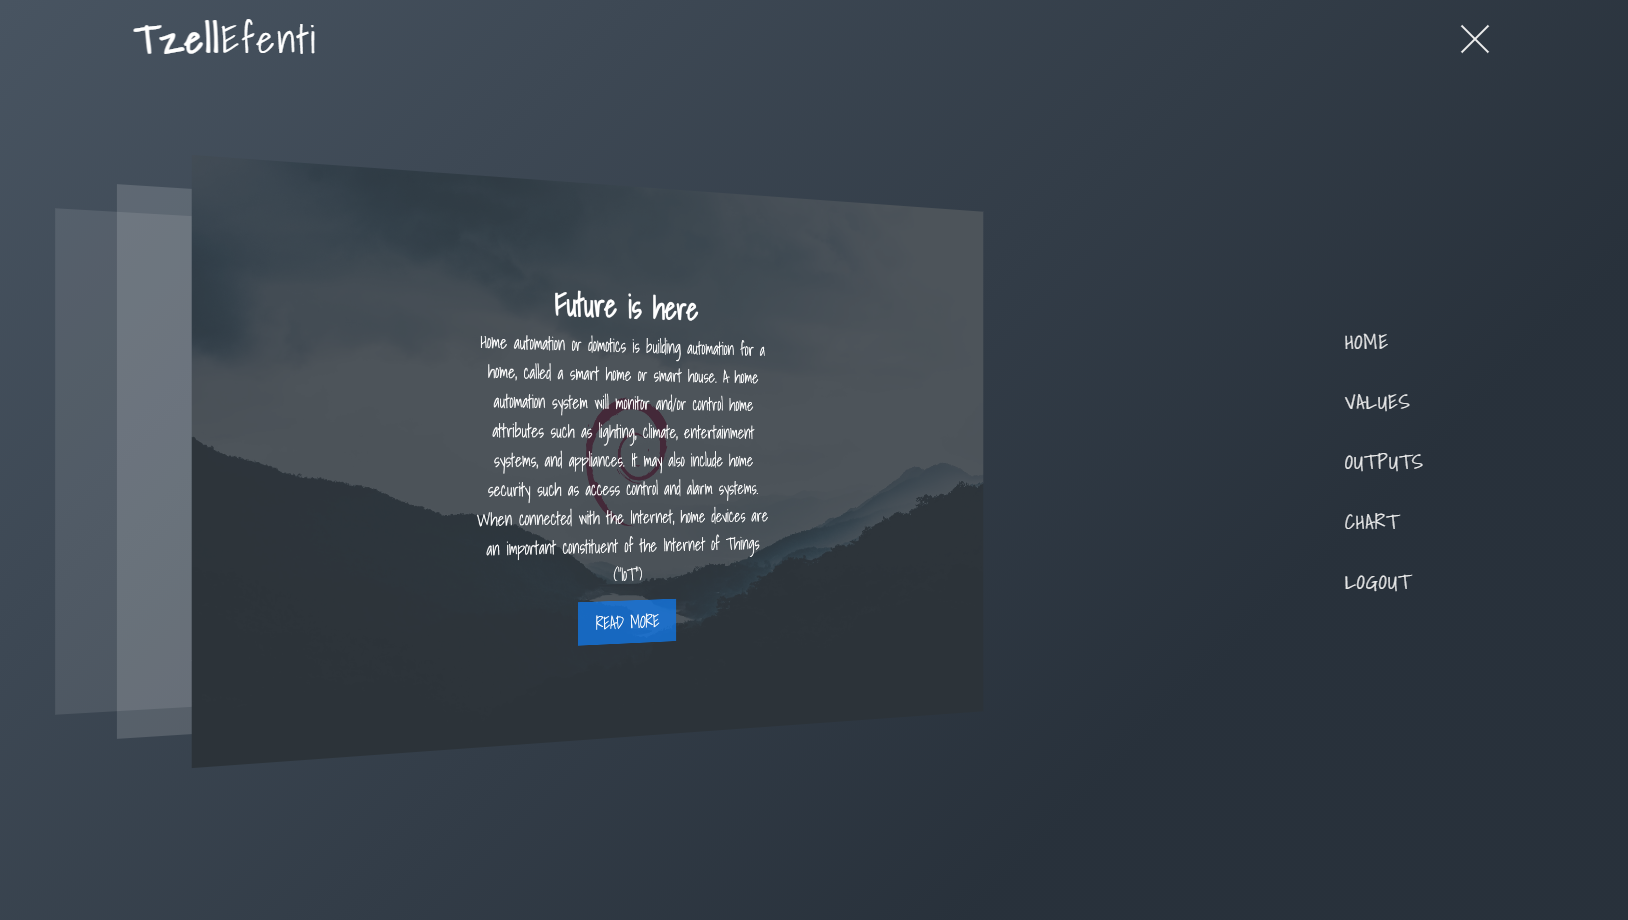 TzellEfenti
Future is here
Home automation or domotics is building automation for a
home, called a smart home or smart house. A home
automation system will monitor and/or control home
attributes such as lighting, climate, entertainment
systems, and appliances. It may also include home
security such as access control and alarm systems.
When connected with the Internet, home devices are
an important constituent of the Internet of Things
("IoT")
READ MORE
HOME
VALUES
OUTPUTS
CHART
LOGOUT